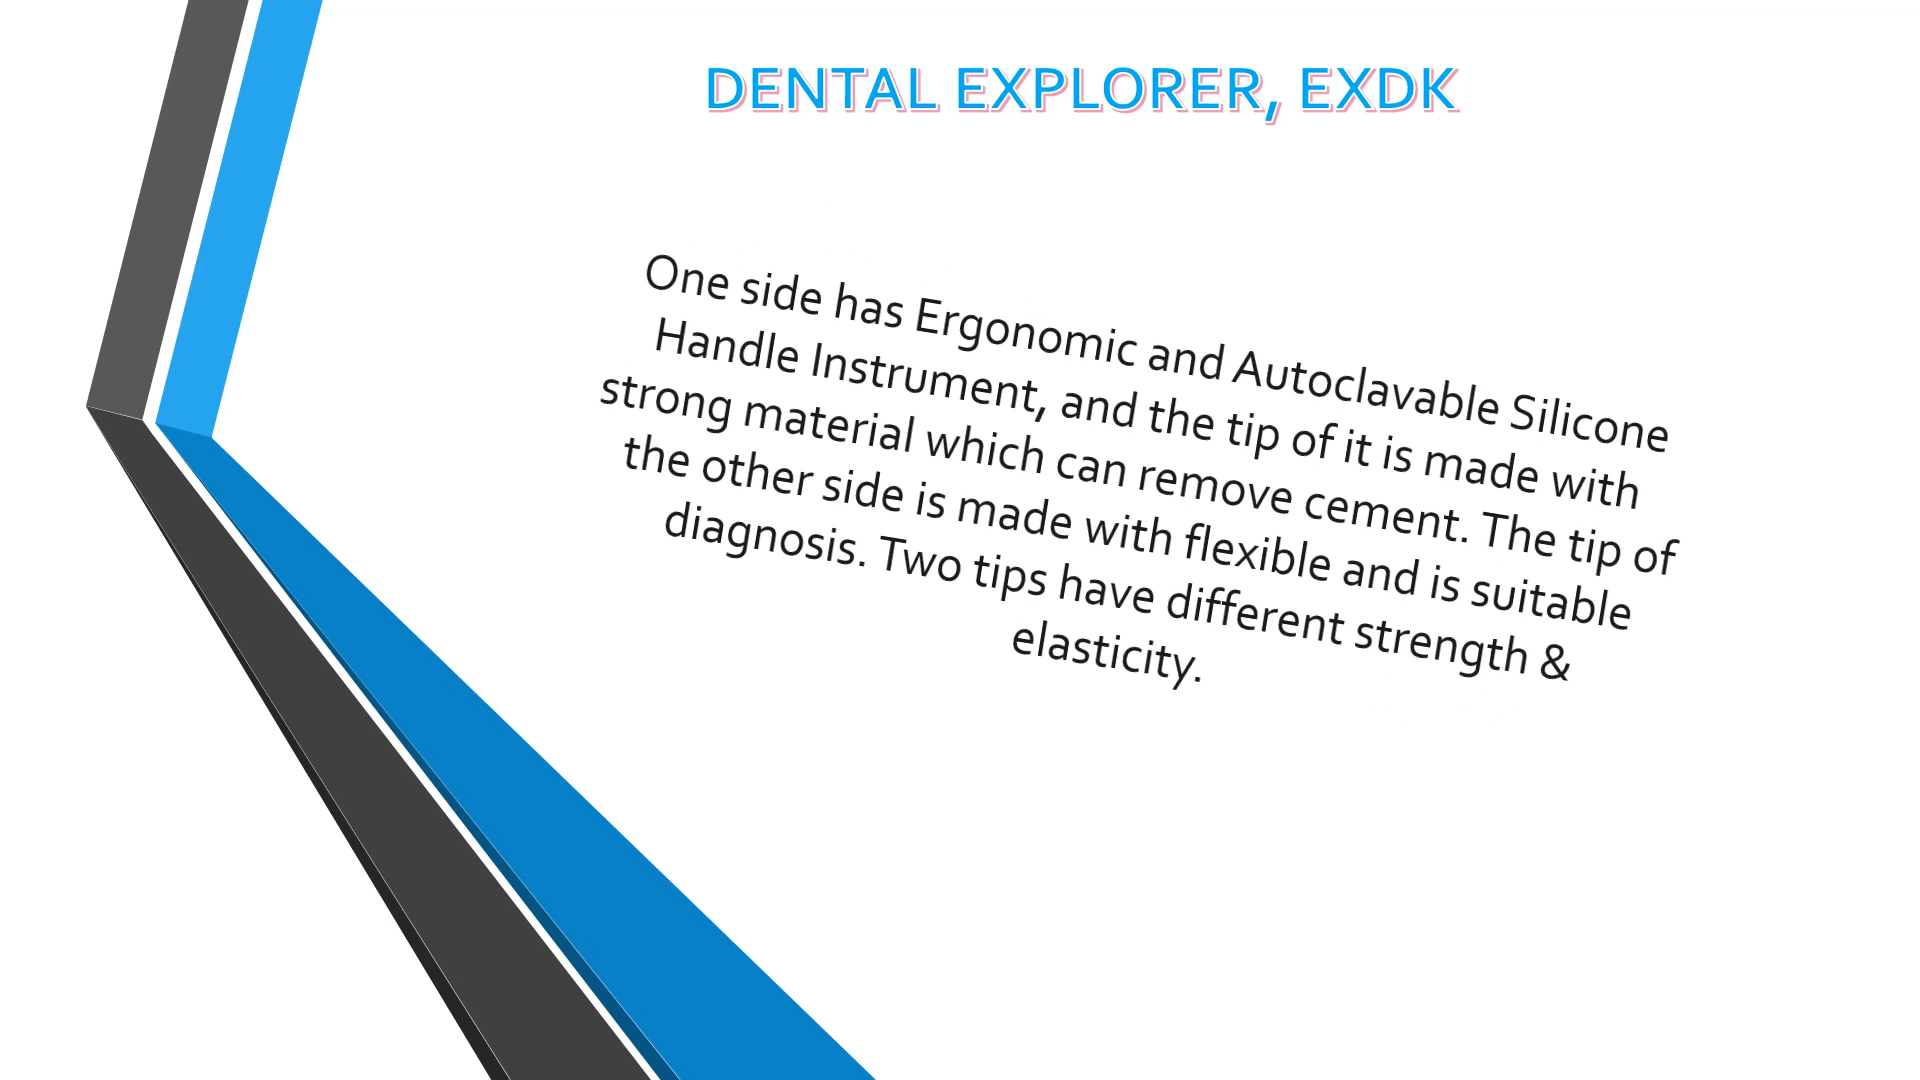 DENTAL EXPLORER, EXDK
One side has Ergonomic and Autoclavable Silicone
Handle Instrument, and the tip of it is made with
strong material which can remove cement. The tip of
the other side is made with flexible and is suitable
diagnosis. Two tips have different strength &
elasticity.